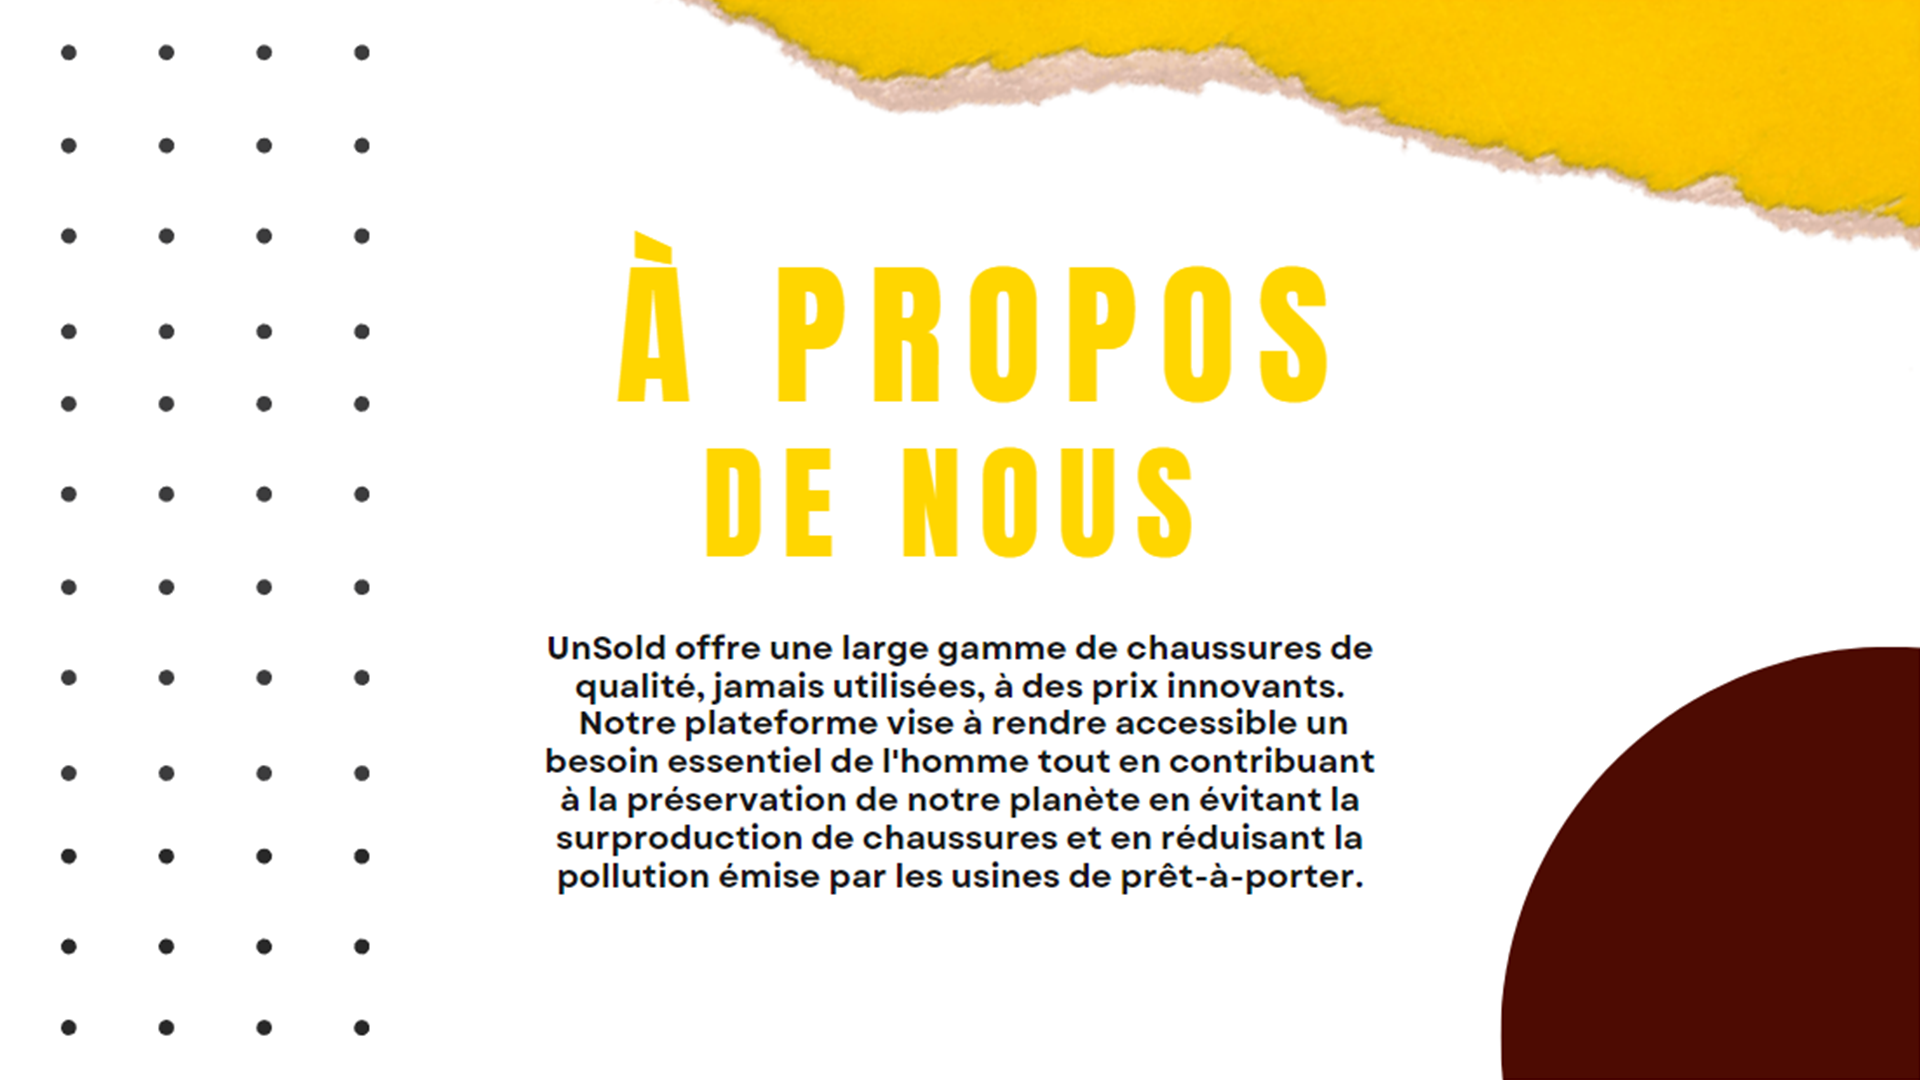 À PROPOS
DE NOUS
UnSold offre une large gamme de chaussures de
qualité, jamais utilisées, à des prix innovants.
Notre plateforme vise à rendre accessible un
besoin essentiel de l'homme tout en contribuant
à la préservation de notre planète en évitant la
surproduction de chaussures et en réduisant la
pollution émise par les usines de prêt-à-porter.